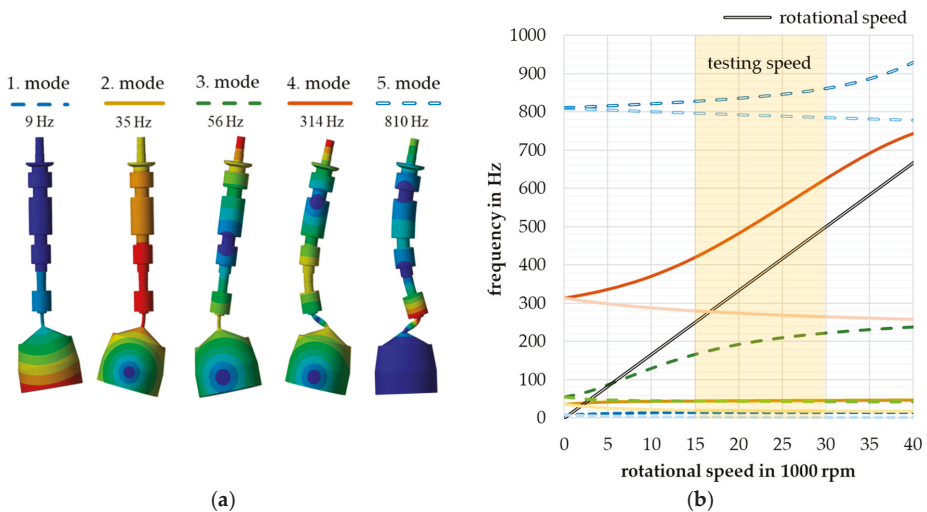 1. mode 2. mode 3. mode 4. mode 5. mode
9 Hz 35 Hz 56 Hz 314 Hz 810 Hz
(a)
rotational speed
testing speed
frequency in Hz
1000
900
800
700
600
500
400
300
200
100
0
0 5 10 15 20 25 30 35 40
rotational speed in 1000 rpm
(b)